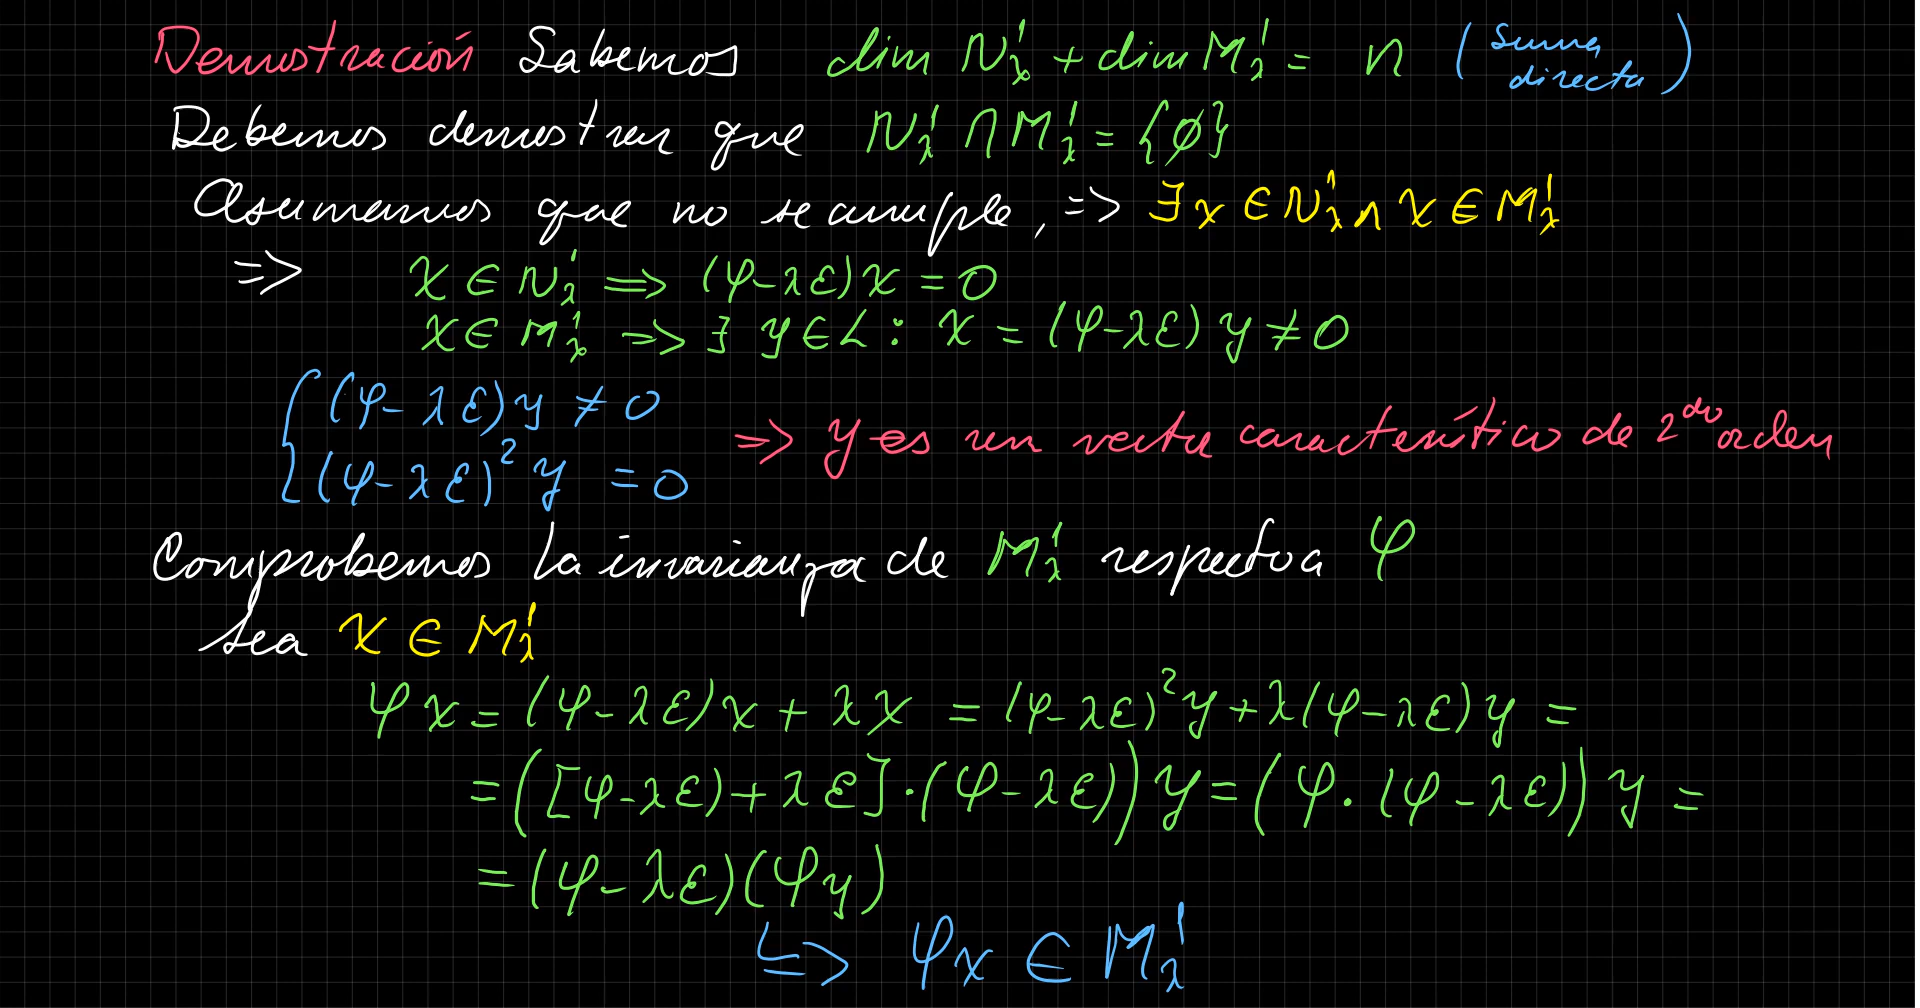 Demostración Sabemos dim N¹_λ + dim M¹_λ = n (suma directa)
Debemos demostrar que N¹_λ ∩ M¹_λ = {∅}
Asumamos que no se cumple, => ∃ x ∈ N¹_λ ∧ x ∈ M¹_λ
=> x ∈ N¹_λ => (φ-λε)x = 0
x ∈ M¹_λ => ∃ y ∈ L : x = (φ-λε) y ≠ 0
{ (φ-λε)y ≠ 0
(φ-λε)² y = 0 => y es un vector característico de 2do orden
Comprobemos la invarianza de M¹_λ respecto a φ
sea x ∈ M¹_λ
φx = (φ-λε)x + λx = (φ-λε)²y + λ(φ-λε)y =
= ([φ-λε)+λε]·(φ-λε))y = (φ·(φ-λε))y =
= (φ-λε)(φy)
↳ φx ∈ M¹_λ